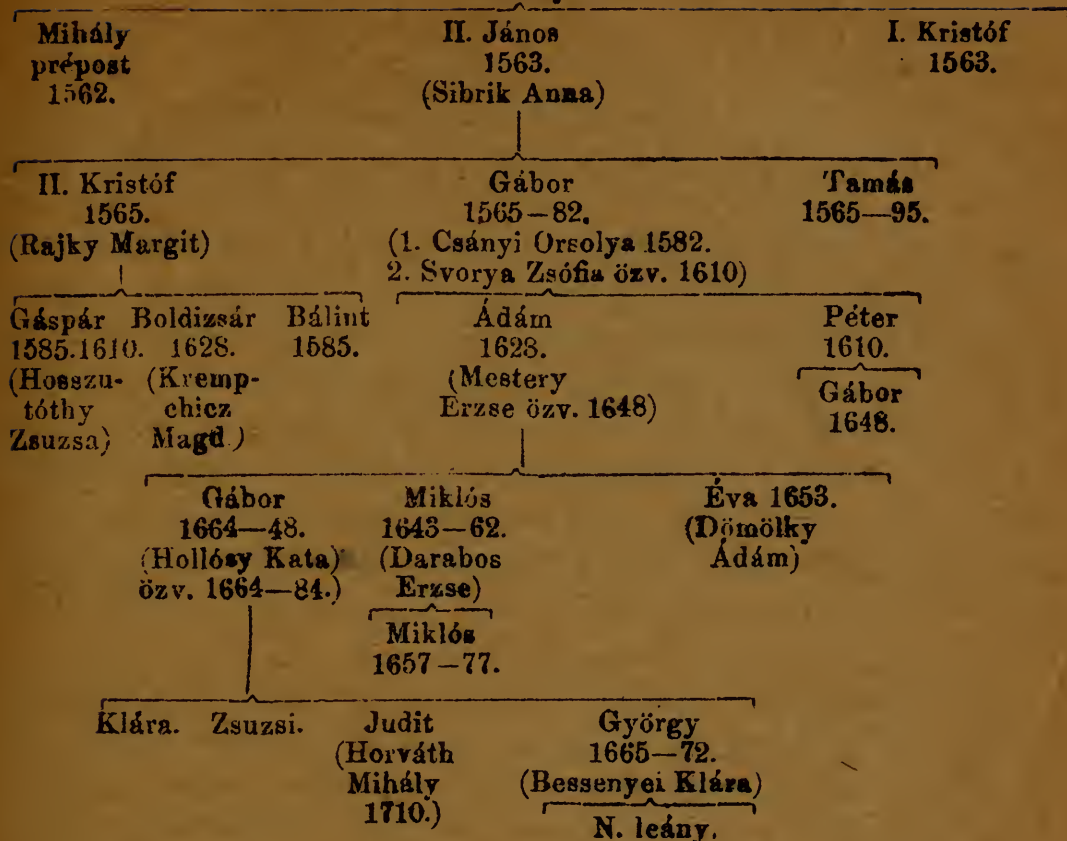 Mihály II. János I. Kristóf
prépost 1563. 1563.
1562. (Sibrik Anna)
II. Kristóf Gábor Tamás
1565. 1565–82. 1565—95.
(Rajky Margit) (1. Csányi Orsolya 1582.
2. Svorya Zsófia özv. 1610)
Gáspár Boldizsár Bálint Ádám Péter
1585.1610. 1628. 1585. 1628. 1610.
(Hosszu- (Kremp- (Mestery Gábor
tóthy chicz Erzse özv. 1648) 1648.
Zsuzsa) Magd.)
Gábor Miklós Éva 1653.
1664—48. 1643–62. (Dömölky
(Hollósy Kata) (Darabos Ádám)
özv. 1664—84.) Erzse)
Miklós
1657–77.
Klára. Zsuzsi. Judit György
(Horváth 1665—72.
Mihály (Bessenyei Klára)
1710.) N. leány.